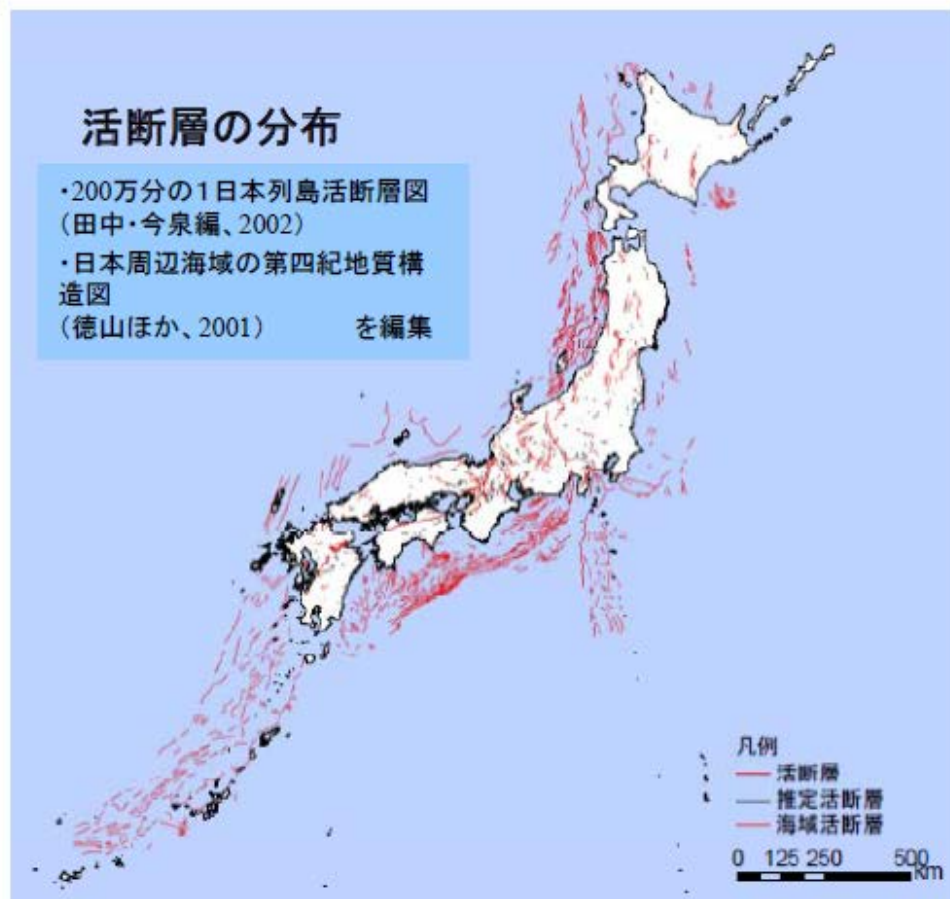 活断層の分布
・200万分の1日本列島活断層図
(田中・今泉編、2002)
・日本周辺海域の第四紀地質構
造図
(徳山ほか、2001) を編集
凡例
活断層
推定活断層
海域活断層
0 125 250 500
km